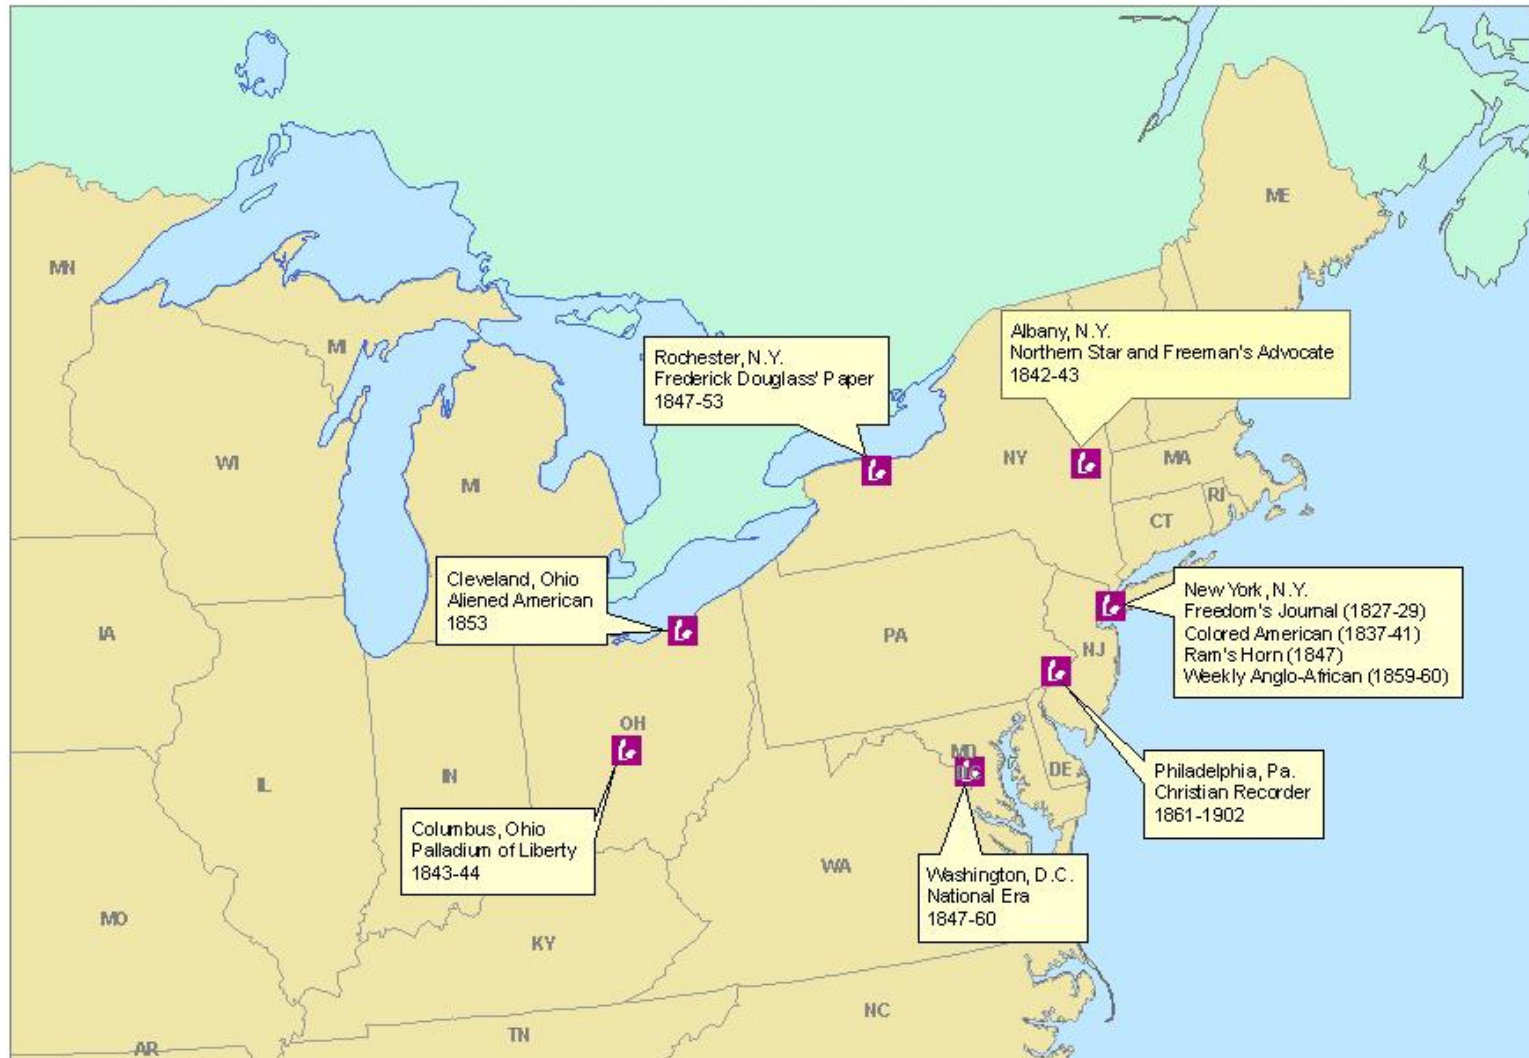 ME
MN
MI
Rochester, N.Y.
Frederick Douglass' Paper
1847-53
Albany, N.Y.
Northern Star and Freeman's Advocate
1842-43
WI
MI
NY
MA
RI
CT
Cleveland, Ohio
Aliened American
1853
New York, N.Y.
Freedom's Journal (1827-29)
Colored American (1837-41)
Ram's Horn (1847)
Weekly Anglo-African (1859-60)
IA
PA
NJ
OH
MD
DC
DE
IL
IN
Philadelphia, Pa.
Christian Recorder
1861-1902
Columbus, Ohio
Palladium of Liberty
1843-44
WA
Washington, D.C.
National Era
1847-60
MO
KY
NC
TN
AR